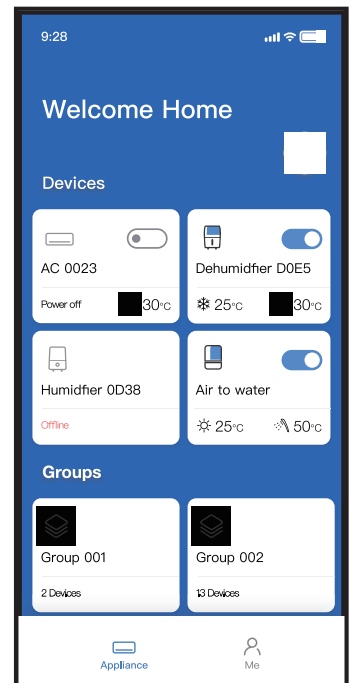 9:28
Welcome Home
Devices
AC 0023
Power off 30°C
Dehumidfier D0E5
25°C 30°C
Humidfier 0D38
Offline
Air to water
25°C 50°C
Groups
Group 001
2 Devices
Group 002
13 Devices
Appliance
Me